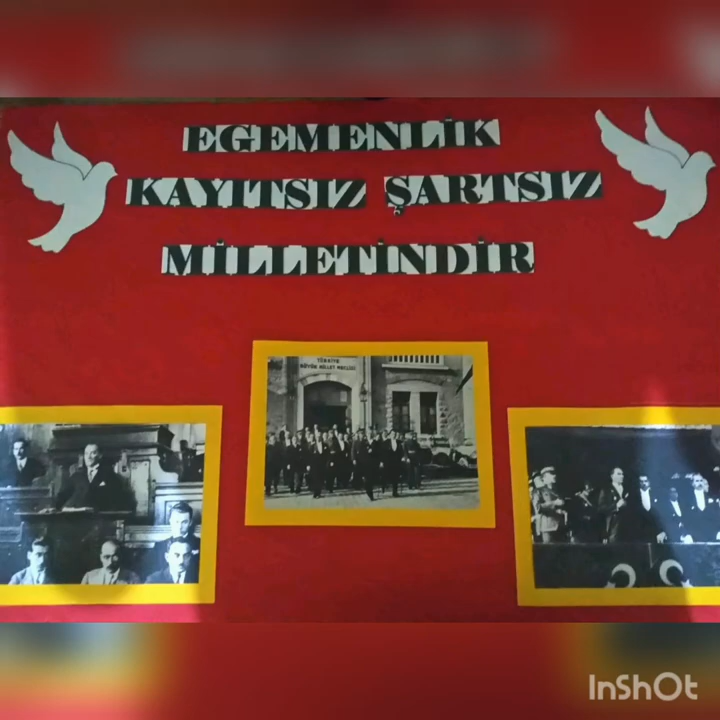 EGEMENLİK
KAYITSIZ ŞARTSIZ
MİLLETİNDİR
TÜRKİYE
BÜYÜK MİLLET MECLİSİ
InShOt